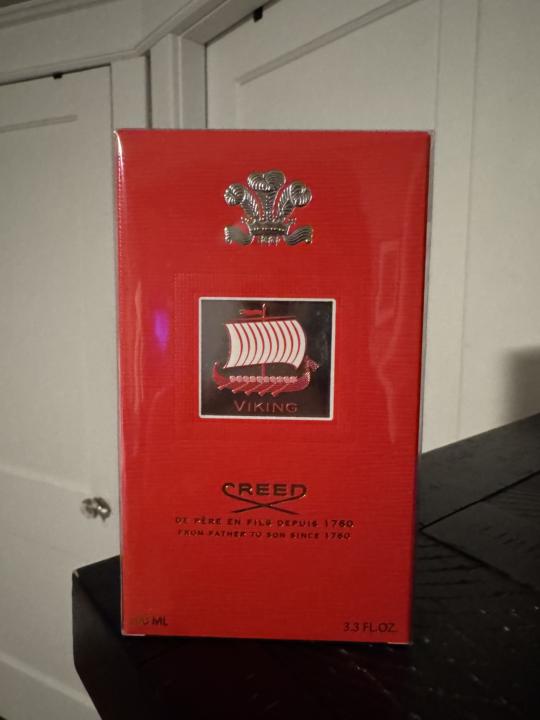 VIKING
CREED
DE PÈRE EN FILS DEPUIS 1760
FROM FATHER TO SON SINCE 1760
100 ML
3.3 FL.OZ.